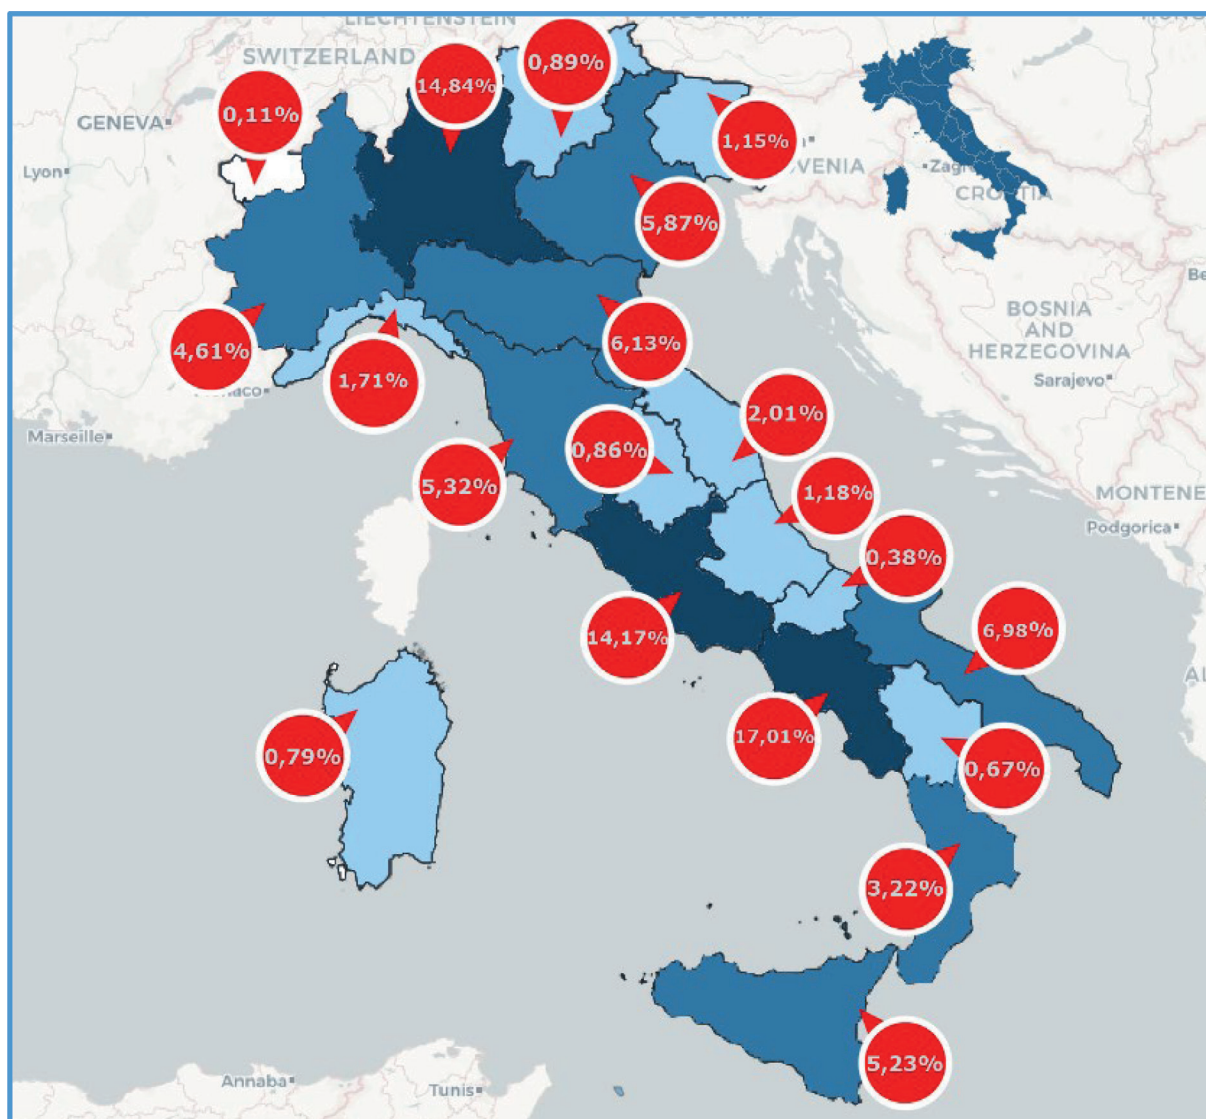 LIECHTENSTEIN
SWITZERLAND
0,89%
14,84%
0,11%
GENEVA
1,15%
Lyon
VENIA
Zagre
CROATIA
5,87%
BOSNIA
AND
HERZEGOVINA
4,61%
6,13%
1,71%
Sarajevo
Marseille
2,01%
0,86%
5,32%
1,18%
MONTENE
Podgorica
0,38%
14,17%
6,98%
17,01%
0,79%
0,67%
3,22%
5,23%
Annaba
Tunis